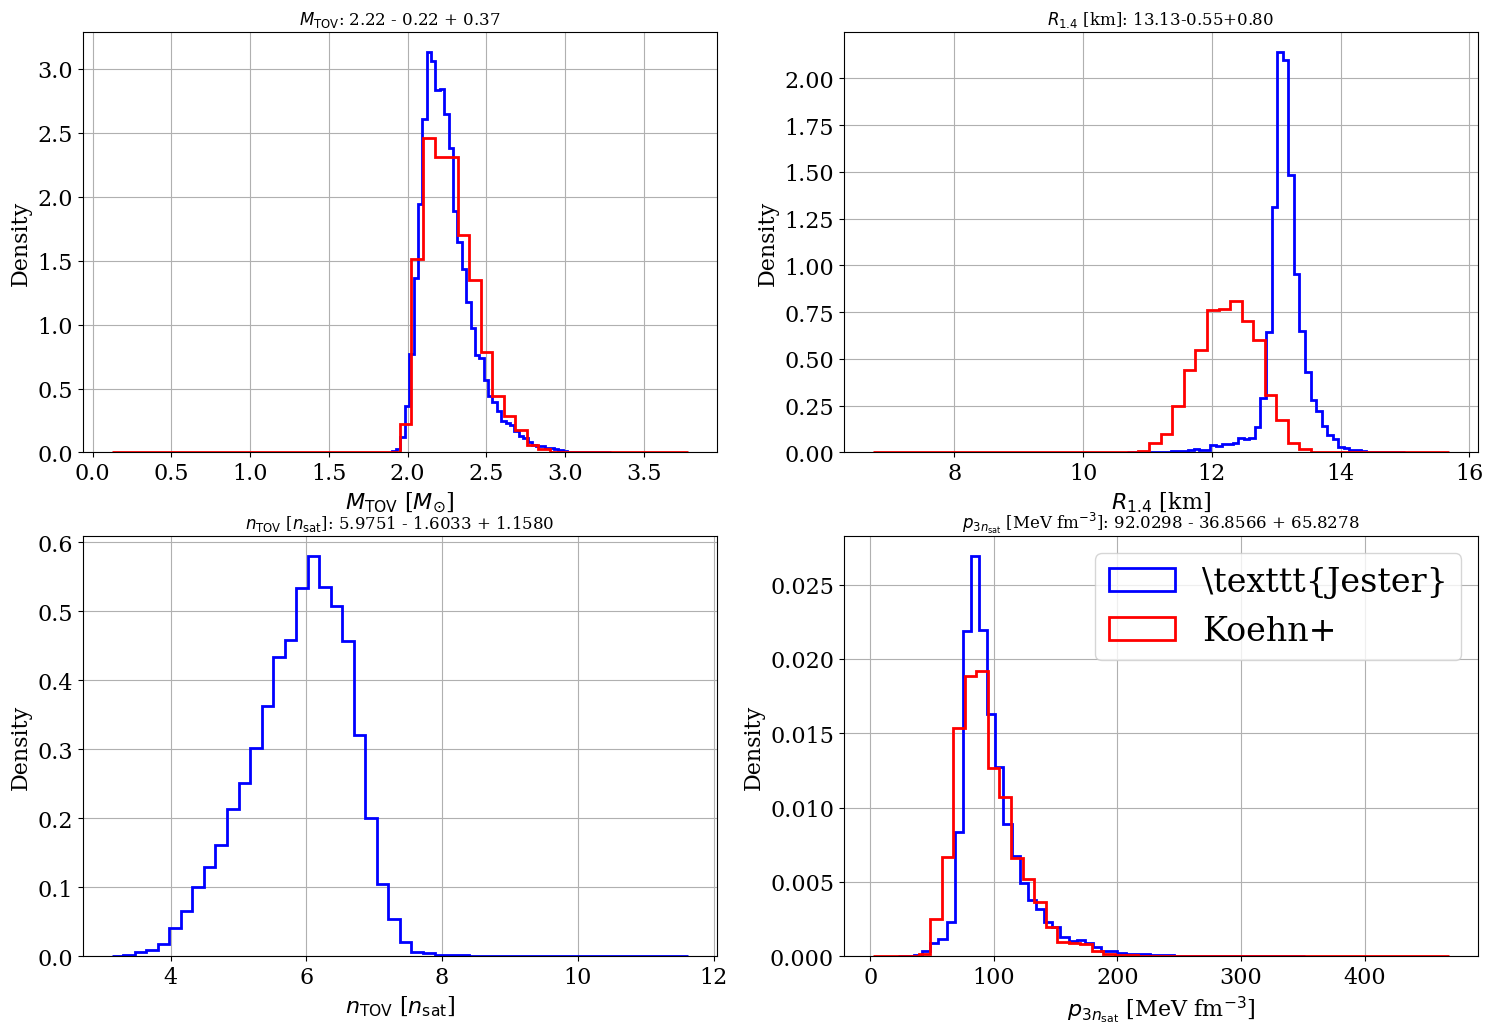 M_TOV: 2.22 - 0.22 + 0.37
3.0
2.5
2.0
1.5
1.0
0.5
0.0
Density
0.0 0.5 1.0 1.5 2.0 2.5 3.0 3.5
M_TOV [M_⊙]
R_1.4 [km]: 13.13-0.55+0.80
2.00
1.75
1.50
1.25
1.00
0.75
0.50
0.25
0.00
Density
8 10 12 14 16
R_1.4 [km]
n_TOV [n_sat]: 5.9751 - 1.6033 + 1.1580
0.6
0.5
0.4
0.3
0.2
0.1
0.0
Density
4 6 8 10 12
n_TOV [n_sat]
p_3n_sat [MeV fm⁻³]: 92.0298 - 36.8566 + 65.8278
\texttt{Jester}
Koehn+
0.025
0.020
0.015
0.010
0.005
0.000
Density
0 100 200 300 400
p_3n_sat [MeV fm⁻³]